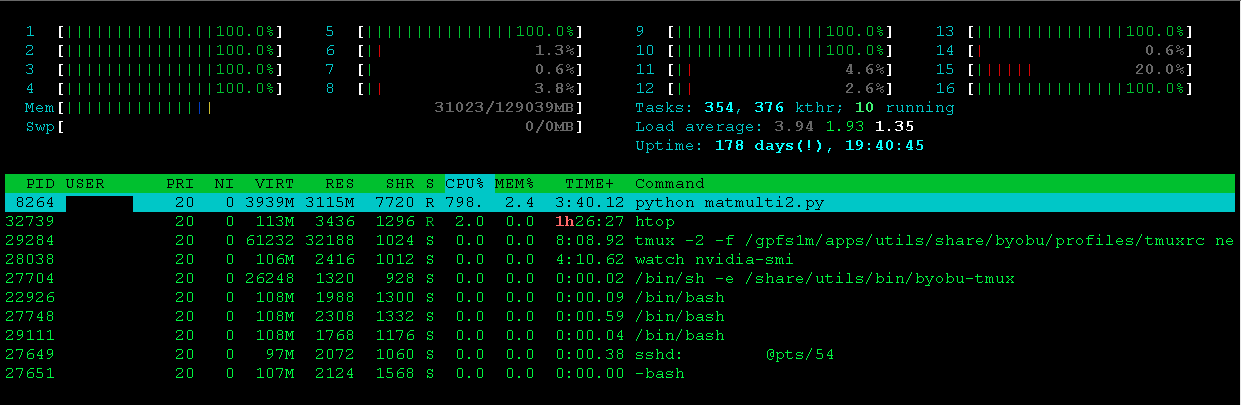 1 [|||||||||||||||100.0%] 5 [|||||||||||||||100.0%] 9 [|||||||||||||||100.0%] 13 [|||||||||||||||100.0%]
2 [|||||||||||||||100.0%] 6 [|| 1.3%] 10 [|||||||||||||||100.0%] 14 [| 0.6%]
3 [|||||||||||||||100.0%] 7 [| 0.6%] 11 [|| 4.6%] 15 [|||||| 20.0%]
4 [|||||||||||||||100.0%] 8 [|| 3.8%] 12 [|| 2.6%] 16 [|||||||||||||||100.0%]
Mem[||||||||||||||| 31023/129039MB] Tasks: 354, 376 kthr; 10 running
Swp[ 0/0MB] Load average: 3.94 1.93 1.35
Uptime: 178 days(!), 19:40:45
PID USER PRI NI VIRT RES SHR S CPU% MEM% TIME+ Command
8264 20 0 3939M 3115M 7720 R 798. 2.4 3:40.12 python matmulti2.py
32739 20 0 113M 3436 1296 R 2.0 0.0 1h26:27 htop
29284 20 0 61232 32188 1024 S 0.0 0.0 8:08.92 tmux -2 -f /gpfs1m/apps/utils/share/byobu/profiles/tmuxrc ne
28038 20 0 106M 2416 1012 S 0.0 0.0 4:10.62 watch nvidia-smi
27704 20 0 26248 1320 928 S 0.0 0.0 0:00.02 /bin/sh -e /share/utils/bin/byobu-tmux
22926 20 0 108M 1988 1300 S 0.0 0.0 0:00.09 /bin/bash
27748 20 0 108M 2308 1332 S 0.0 0.0 0:00.59 /bin/bash
29111 20 0 108M 1768 1176 S 0.0 0.0 0:00.04 /bin/bash
27649 20 0 97M 2072 1060 S 0.0 0.0 0:00.38 sshd: @pts/54
27651 20 0 107M 2124 1568 S 0.0 0.0 0:00.00 -bash